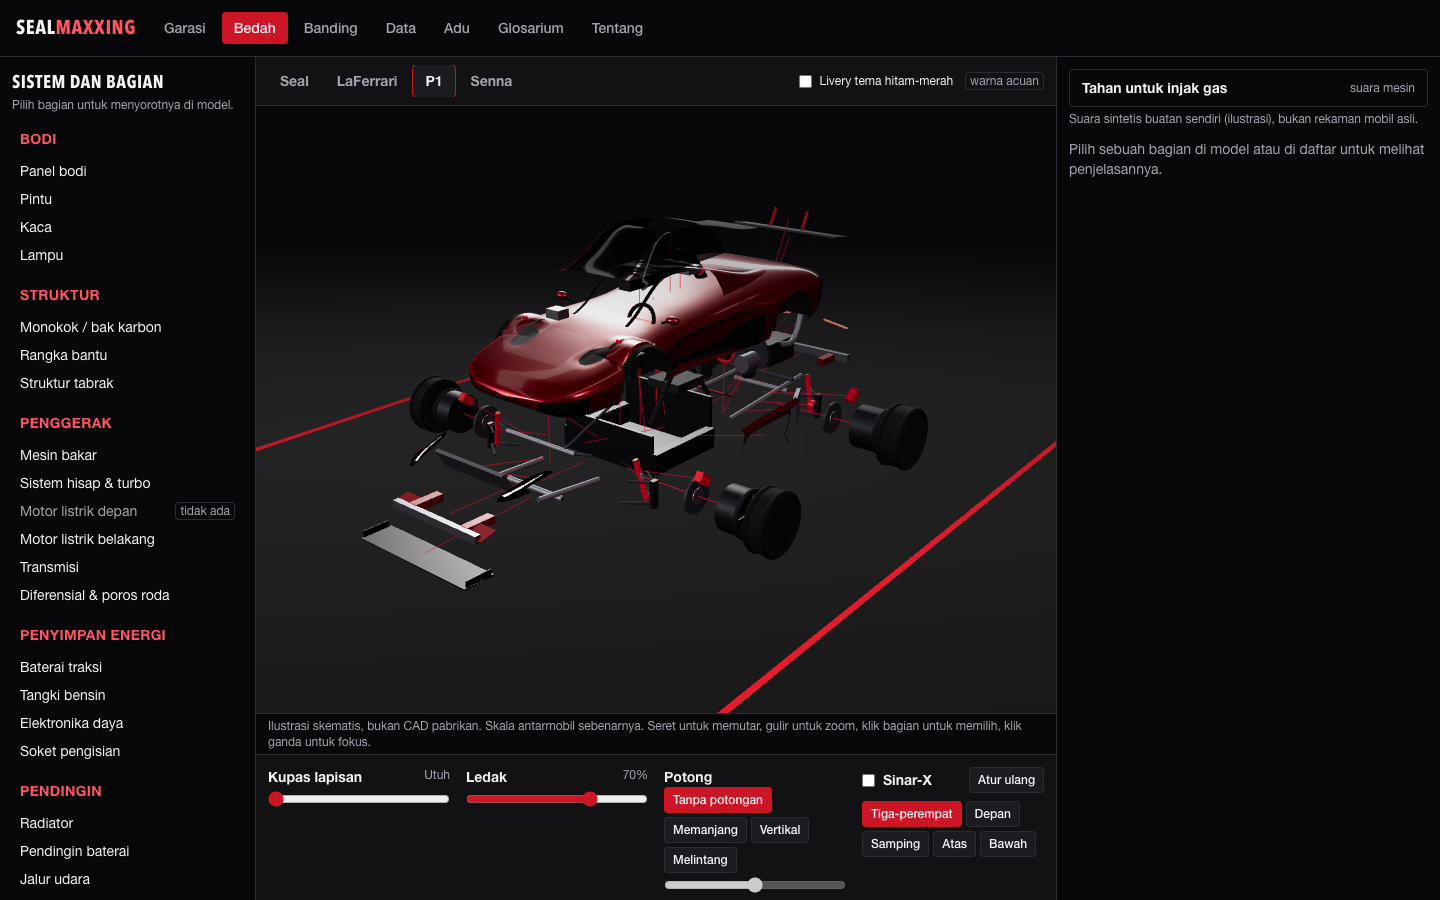 SEALMAXXING Garasi Bedah Banding Data Adu Glosarium Tentang
SISTEM DAN BAGIAN
Pilih bagian untuk menyorotnya di model.
BODI
Panel bodi
Pintu
Kaca
Lampu
STRUKTUR
Monokok / bak karbon
Rangka bantu
Struktur tabrak
PENGGERAK
Mesin bakar
Sistem hisap & turbo
Motor listrik depan tidak ada
Motor listrik belakang
Transmisi
Diferensial & poros roda
PENYIMPAN ENERGI
Baterai traksi
Tangki bensin
Elektronika daya
Soket pengisian
PENDINGIN
Radiator
Pendingin baterai
Jalur udara
Seal LaFerrari P1 Senna Livery tema hitam-merah warna acuan
Ilustrasi skematis, bukan CAD pabrikan. Skala antarmobil sebenarnya. Seret untuk memutar, gulir untuk zoom, klik bagian untuk memilih, klik
ganda untuk fokus.
Kupas lapisan Utuh
Ledak 70%
Potong
Tanpa potongan
Memanjang Vertikal
Melintang
Sinar-X Atur ulang
Tiga-perempat Depan
Samping Atas Bawah
Tahan untuk injak gas suara mesin
Suara sintetis buatan sendiri (ilustrasi), bukan rekaman mobil asli.
Pilih sebuah bagian di model atau di daftar untuk melihat
penjelasannya.